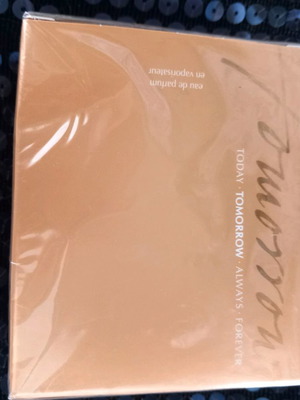 Tomorrow
TODAY · TOMORROW · ALWAYS · FOREVER
eau de parfum
en vaporisateur